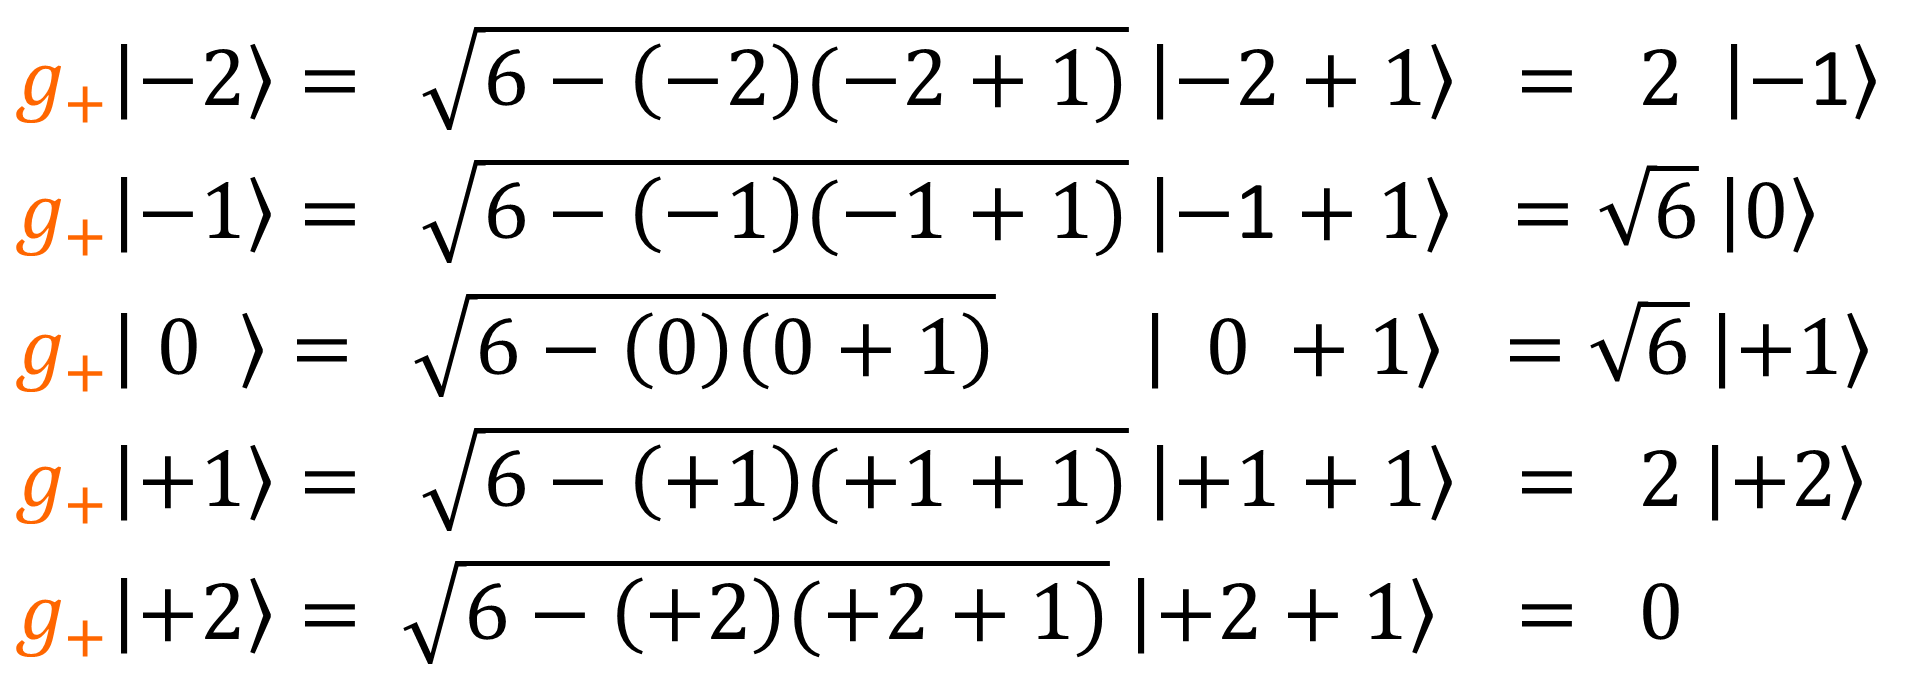 g₊|−2⟩ = √(6 − (−2)(−2 + 1)) |−2 + 1⟩ = 2 |−1⟩
g₊|−1⟩ = √(6 − (−1)(−1 + 1)) |−1 + 1⟩ = √6 |0⟩
g₊| 0 ⟩ = √(6 − (0)(0 + 1)) | 0 + 1⟩ = √6 |+1⟩
g₊|+1⟩ = √(6 − (+1)(+1 + 1)) |+1 + 1⟩ = 2 |+2⟩
g₊|+2⟩ = √(6 − (+2)(+2 + 1)) |+2 + 1⟩ = 0